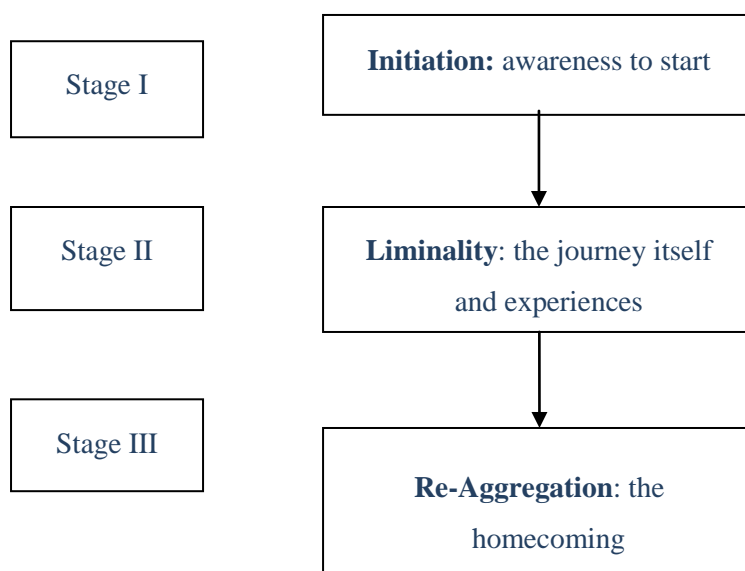 Stage I
Initiation: awareness to start
Stage II
Liminality: the journey itself
and experiences
Stage III
Re-Aggregation: the
homecoming